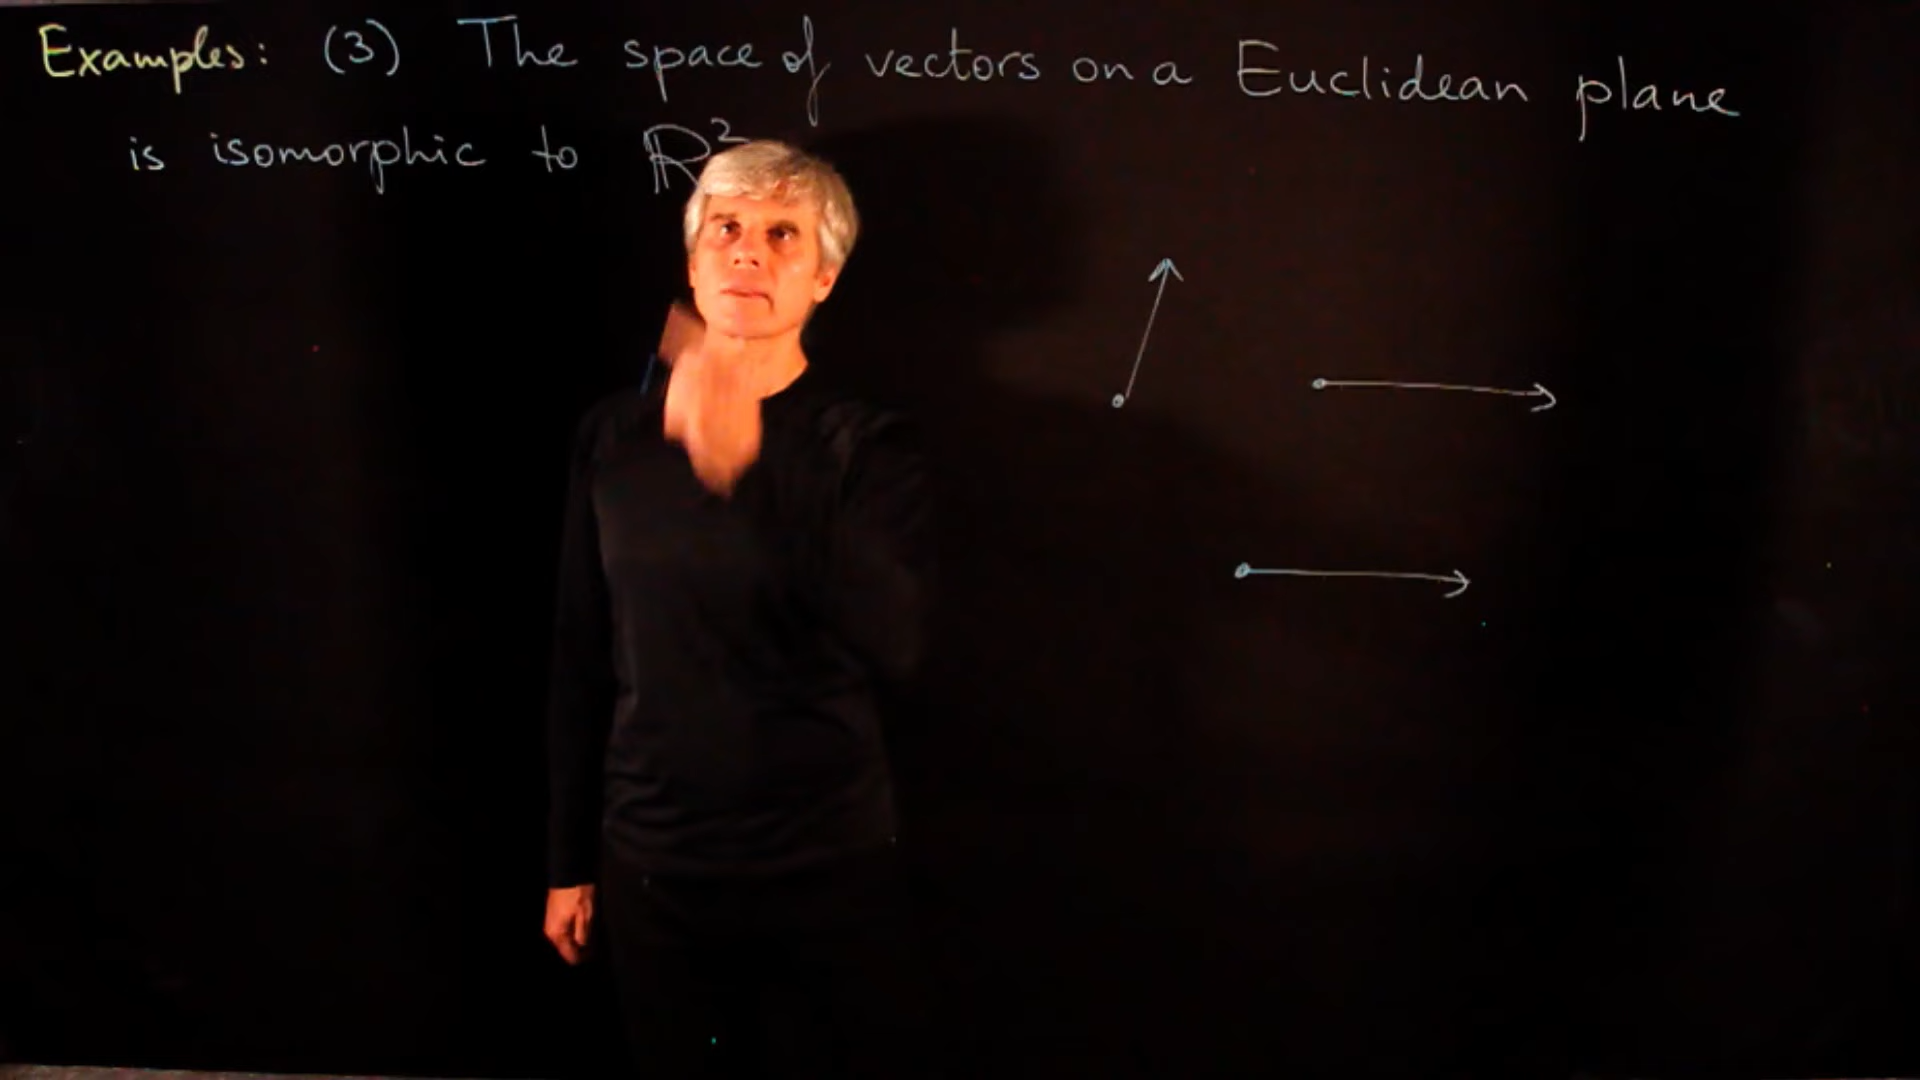 Examples: (3) The space of vectors on a Euclidean plane
is isomorphic to ℝ²